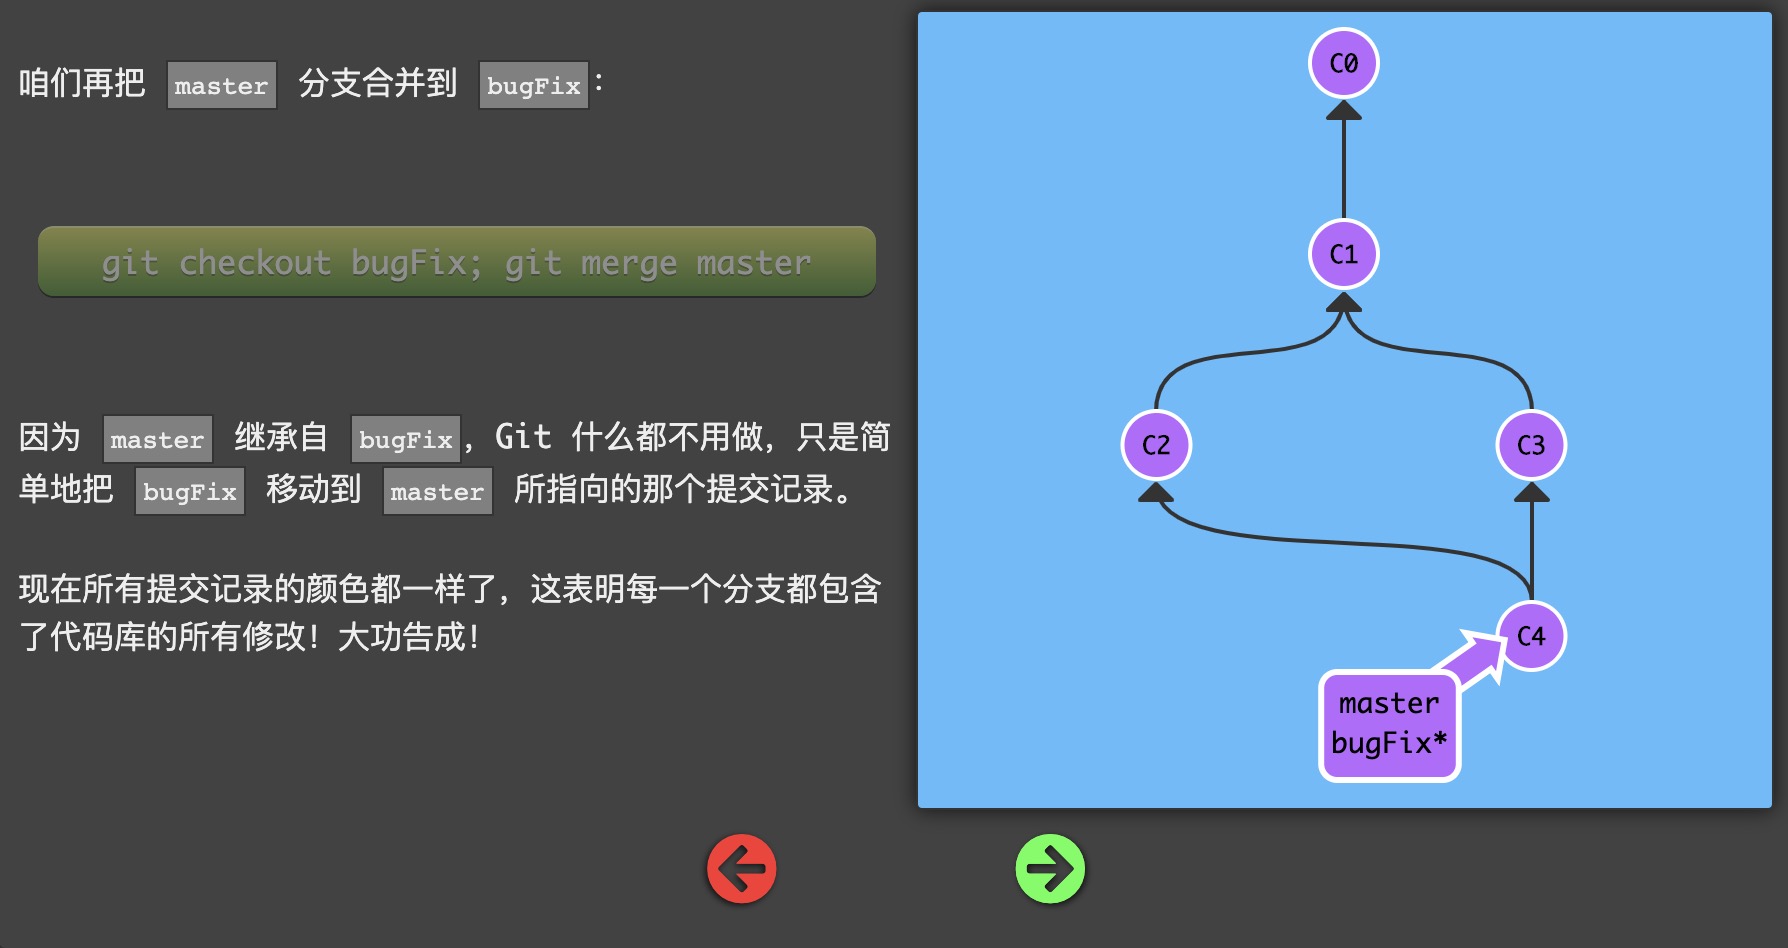 咱们再把 master 分支合并到 bugFix：
git checkout bugFix; git merge master
因为 master 继承自 bugFix，Git 什么都不用做，只是简
单地把 bugFix 移动到 master 所指向的那个提交记录。
现在所有提交记录的颜色都一样了，这表明每一个分支都包含
了代码库的所有修改！大功告成！
C0
C1
C2
C3
C4
master
bugFix*